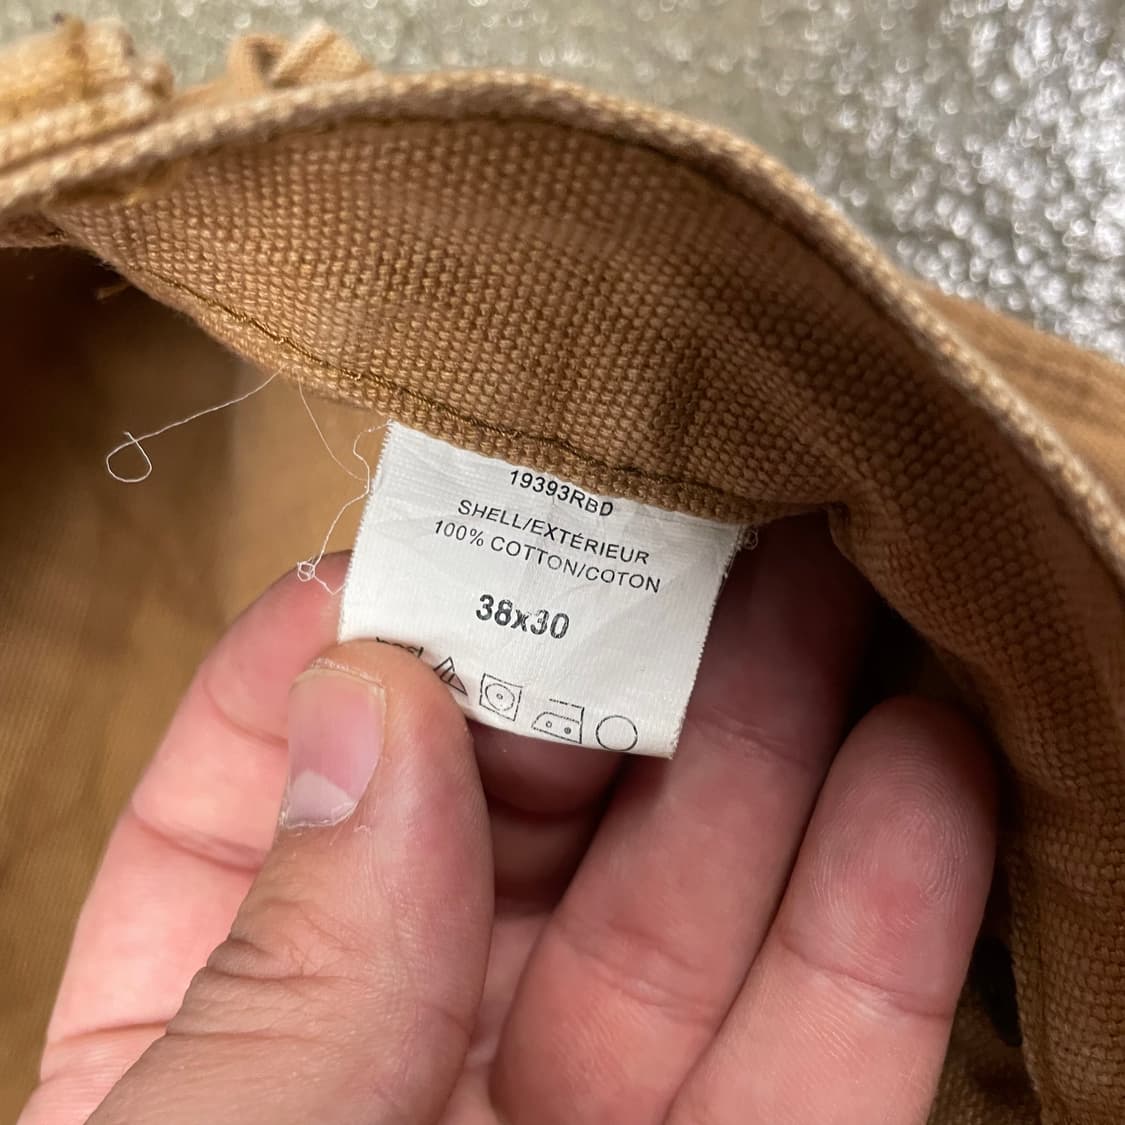 19393RBD
SHELL/EXTÉRIEUR
100% COTTON/COTON
38x30